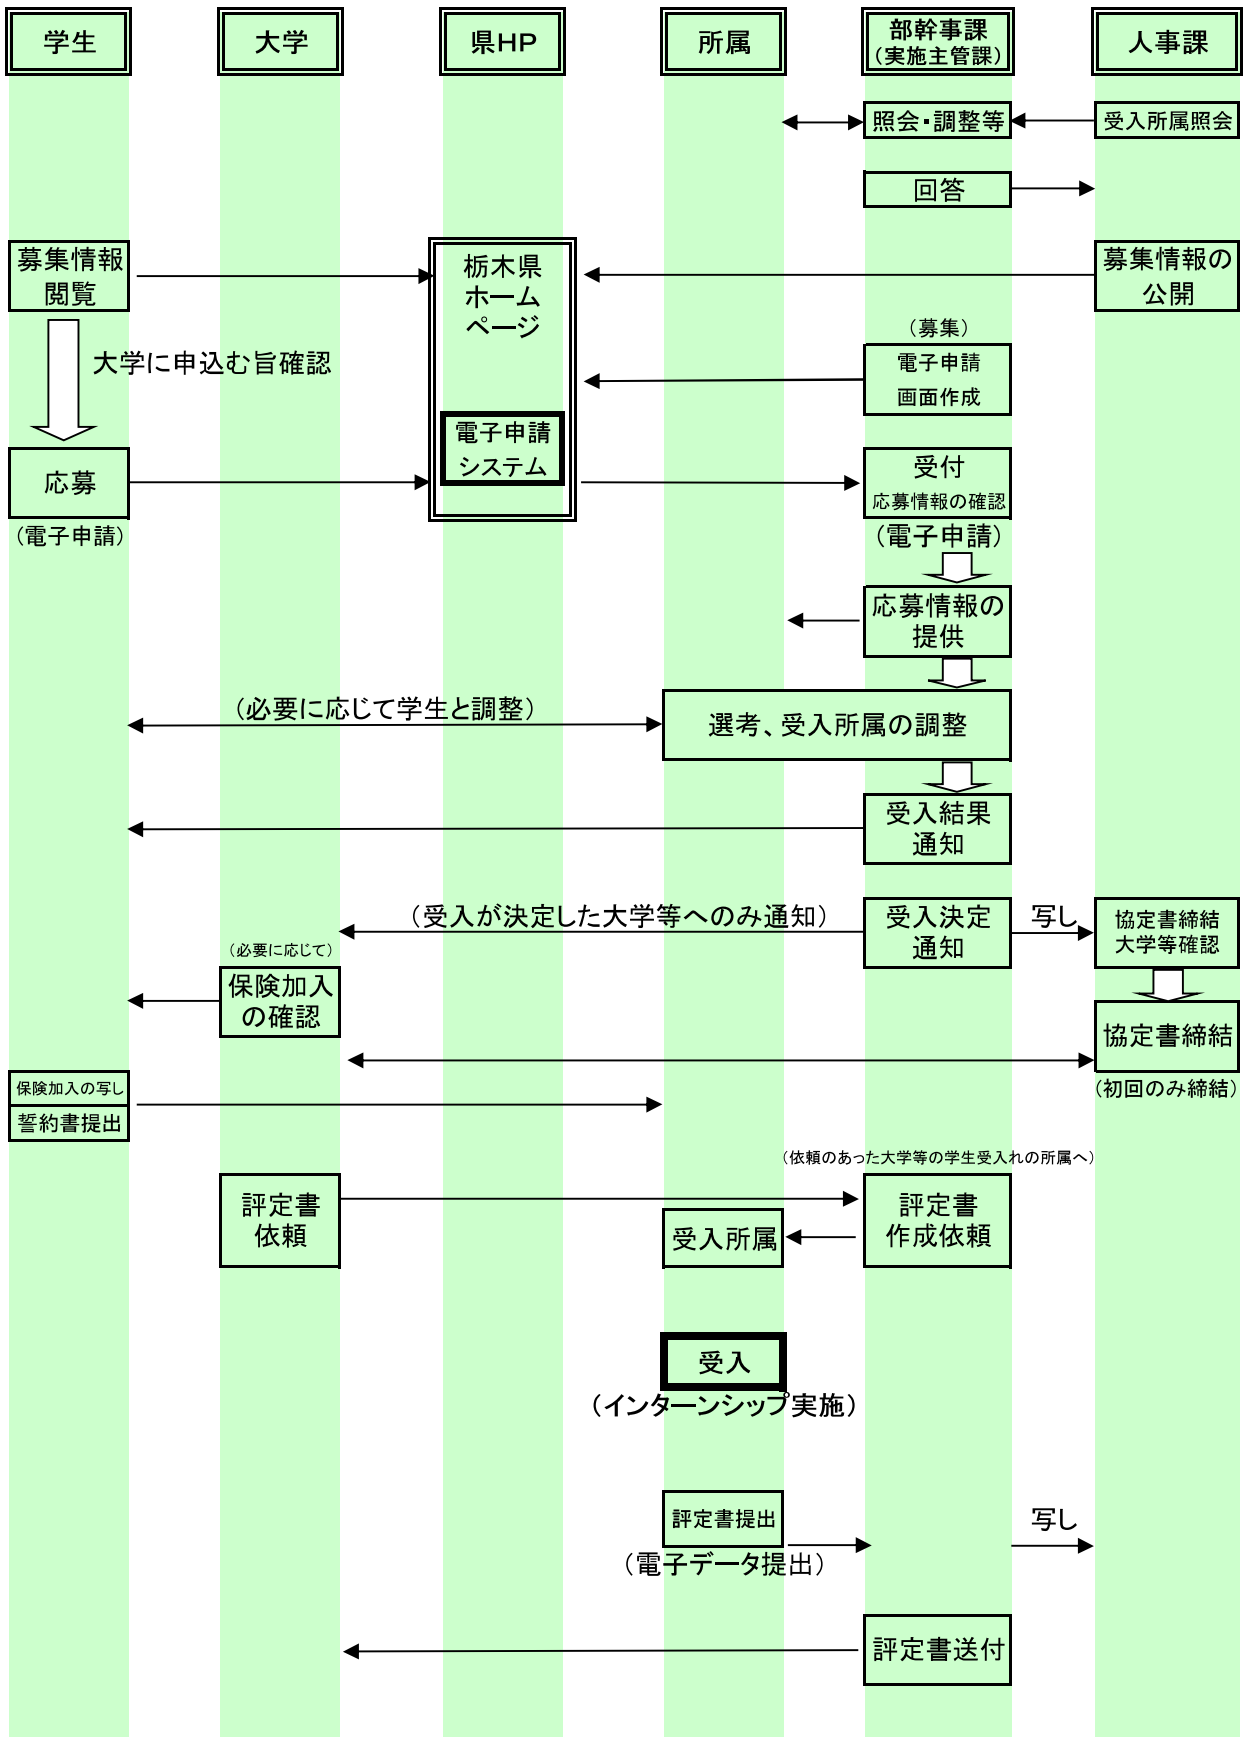 学生
大学
県HP
所属
部幹事課
（実施主管課）
人事課
照会・調整等
受入所属照会
回答
募集情報
閲覧
栃木県
ホーム
ページ
募集情報の
公開
（募集）
大学に申込む旨確認
電子申請
画面作成
電子申請
システム
応募
受付
応募情報の確認
（電子申請）
（電子申請）
応募情報の
提供
（必要に応じて学生と調整）
選考、受入所属の調整
受入結果
通知
（受入が決定した大学等へのみ通知）
受入決定
通知
写し
協定書締結
大学等確認
（必要に応じて）
保険加入
の確認
協定書締結
（初回のみ締結）
保険加入の写し
誓約書提出
（依頼のあった大学等の学生受入れの所属へ）
評定書
依頼
受入所属
評定書
作成依頼
受入
（インターンシップ実施）
評定書提出
（電子データ提出）
写し
評定書送付